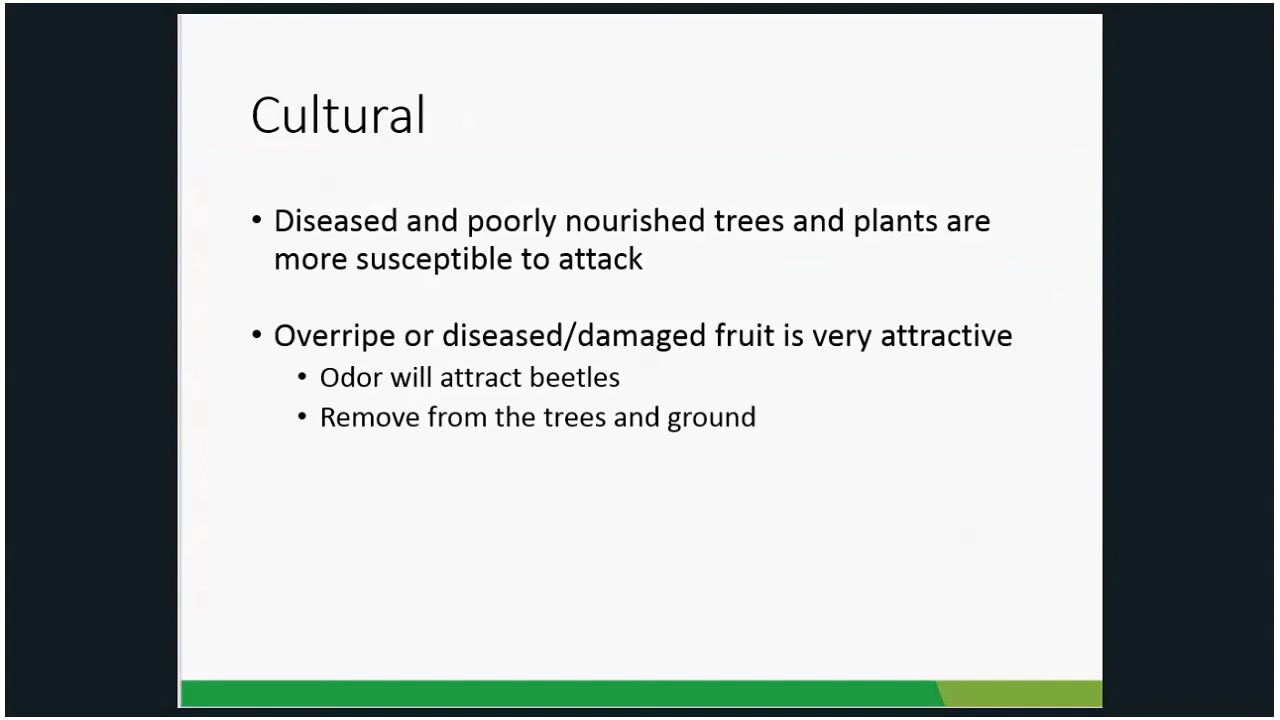 Cultural
• Diseased and poorly nourished trees and plants are
more susceptible to attack
• Overripe or diseased/damaged fruit is very attractive
• Odor will attract beetles
• Remove from the trees and ground